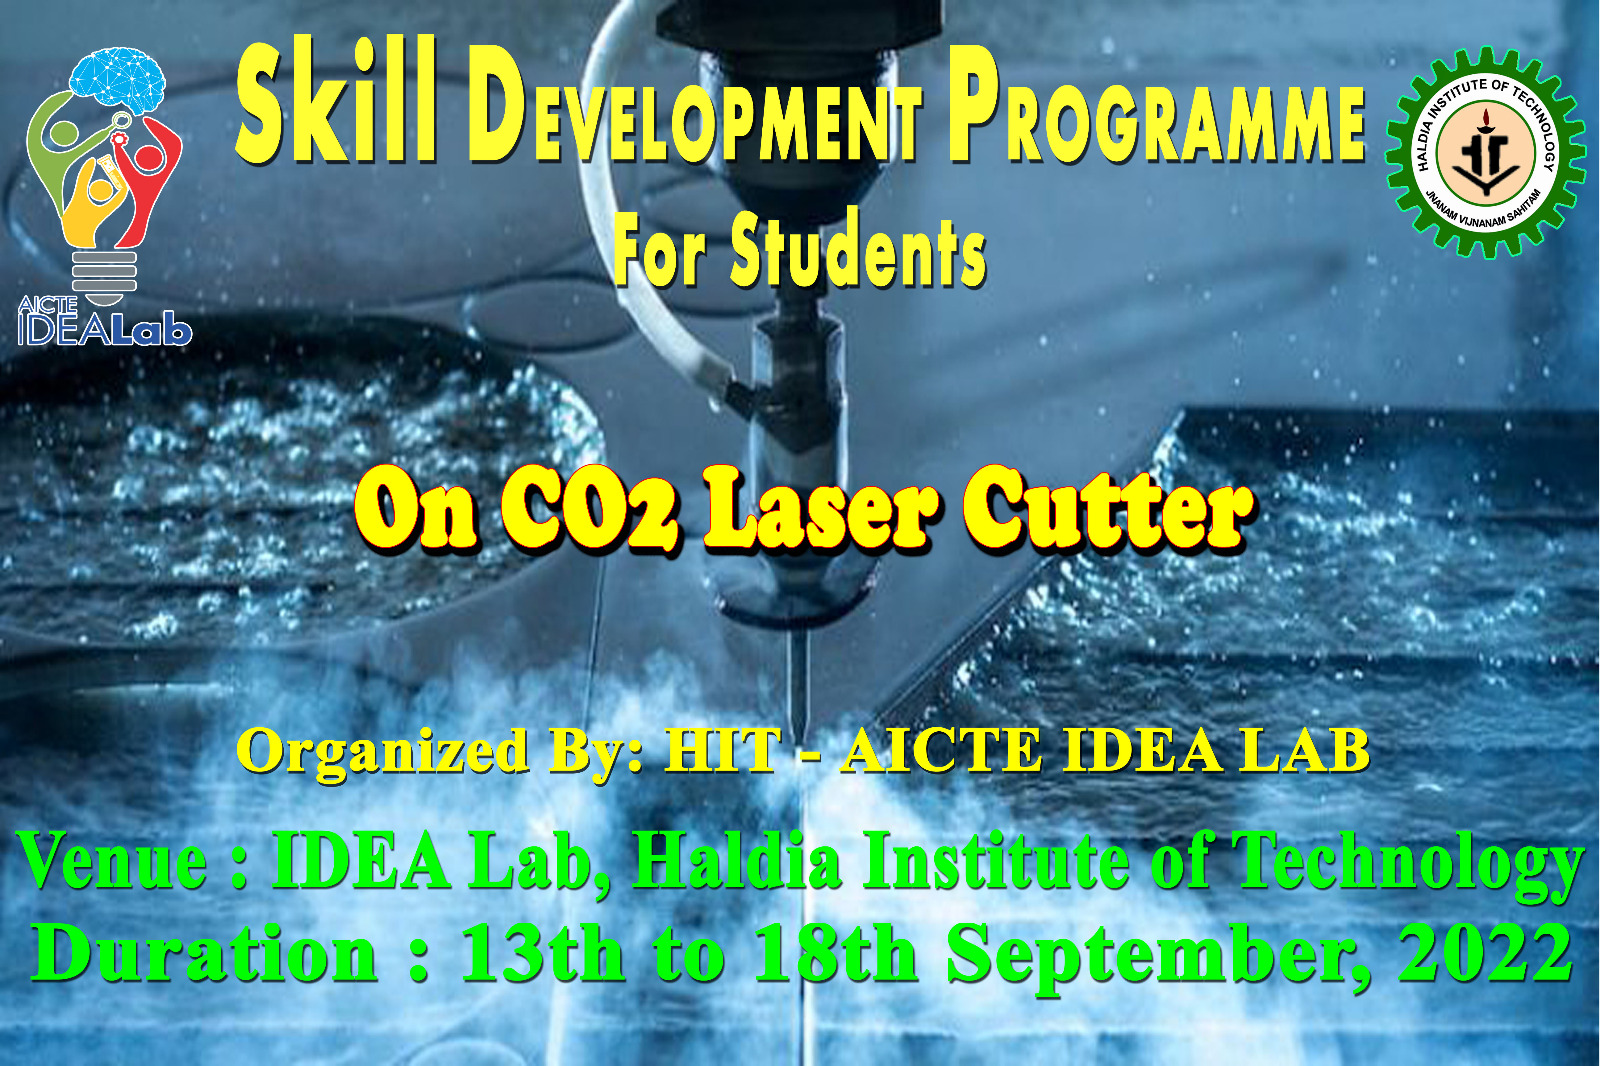 Skill DEVELOPMENT PROGRAMME
For Students
AICTE
IDEALab
HALDIA INSTITUTE OF TECHNOLOGY
JNANAM VIJNANAM SAHITAM
On CO2 Laser Cutter
Organized By: HIT - AICTE IDEA LAB
Venue : IDEA Lab, Haldia Institute of Technology
Duration : 13th to 18th September, 2022